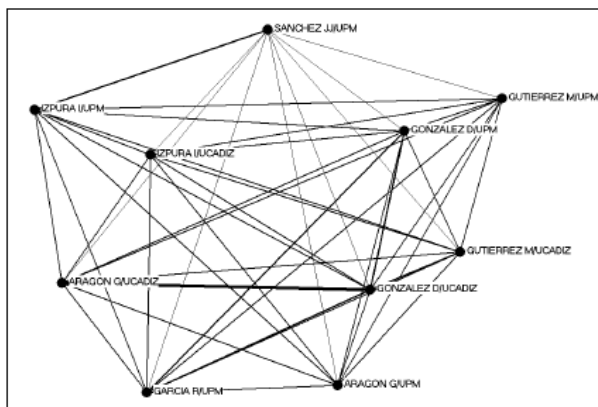 SANCHEZ JJ/UPM
GUTIERREZ M/UPM
IZPURA I/UPM
GONZALEZ D/UPM
IZPURA I/UCADIZ
GUTIERREZ M/UCADIZ
ARAGON G/UCADIZ
GONZALEZ D/UCADIZ
ARAGON G/UPM
GARCIA R/UPM